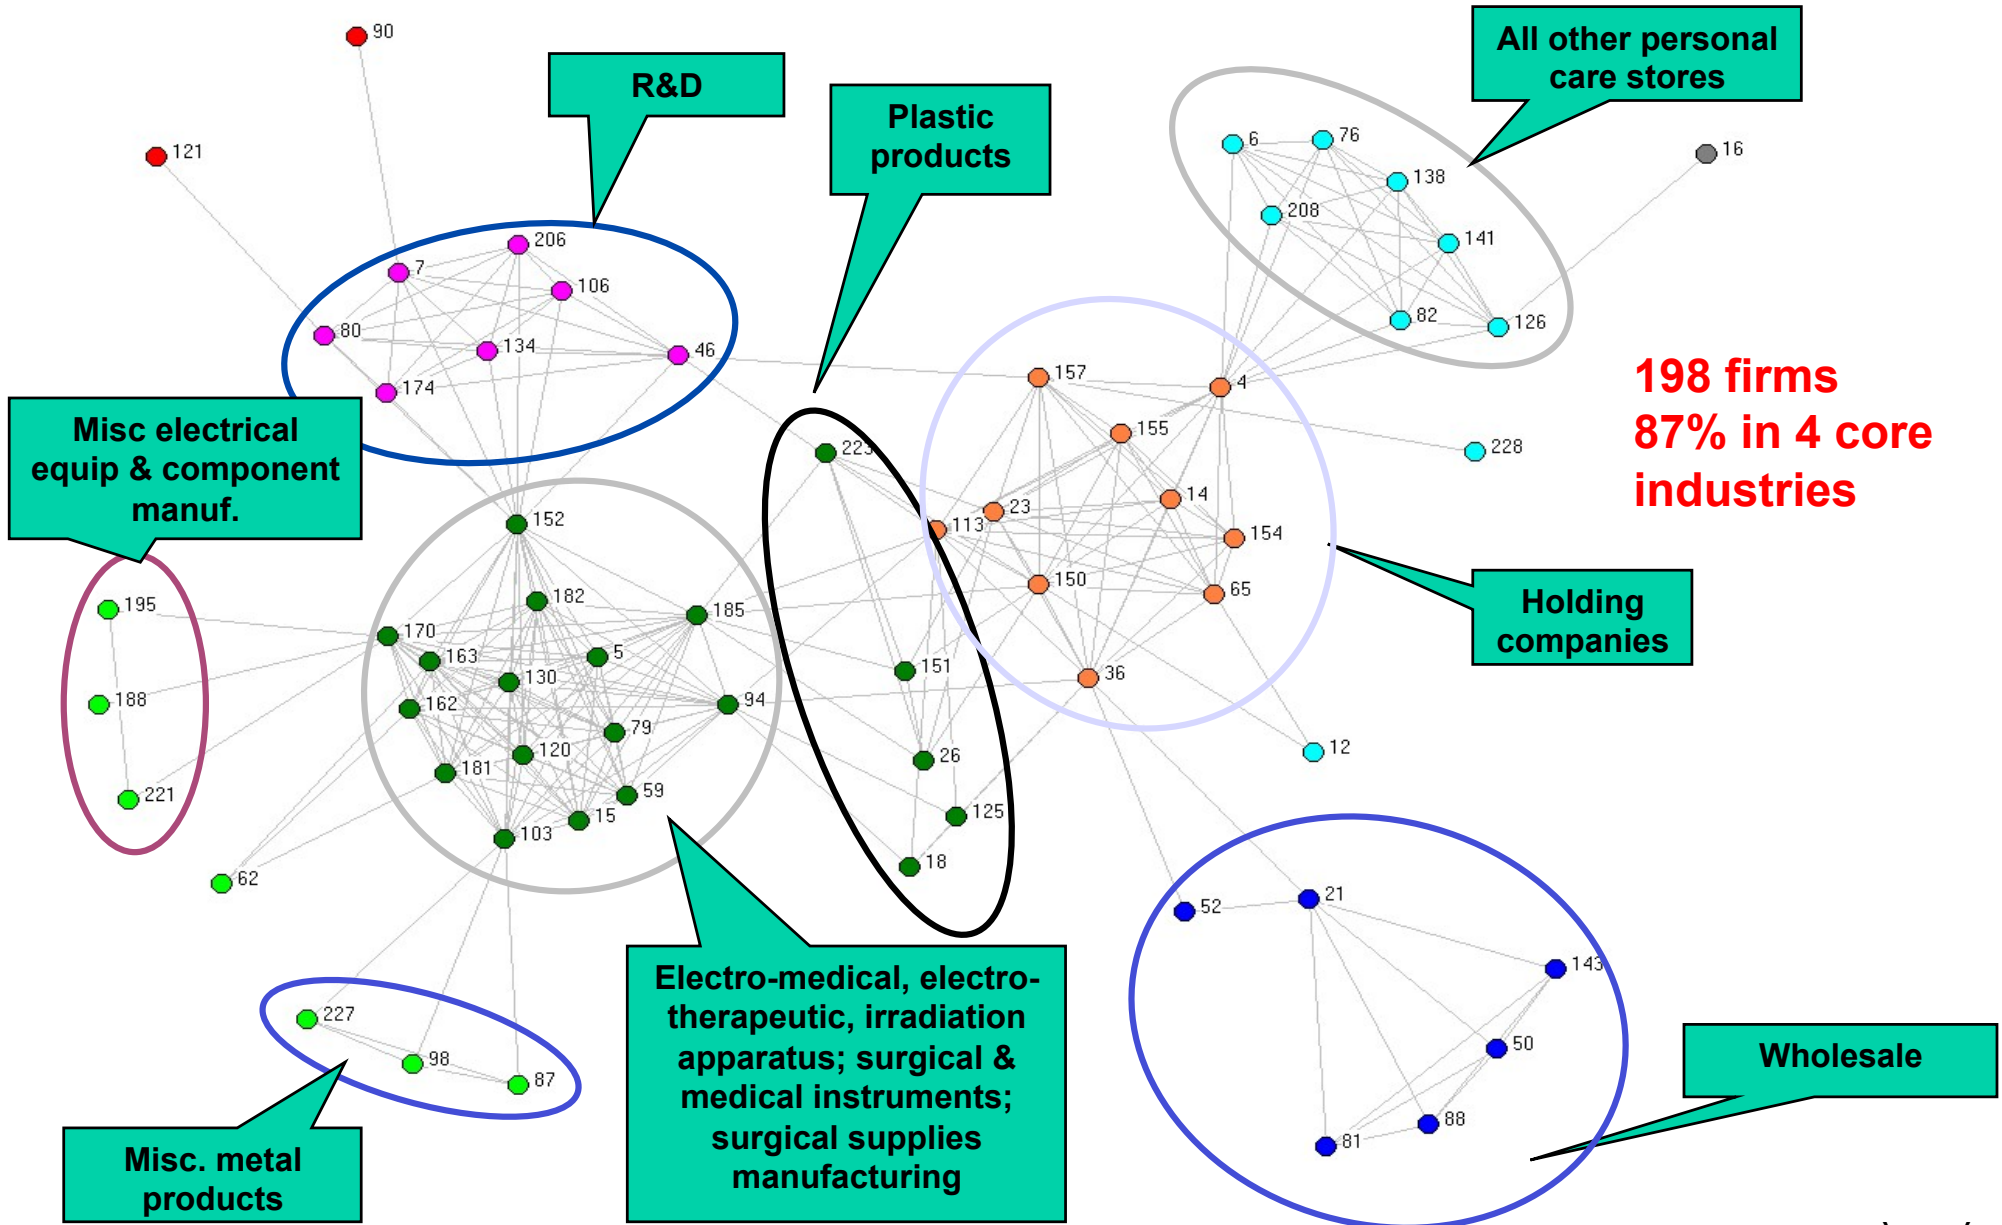 90
R&D
All other personal
care stores
Plastic
products
121
6
76
16
138
208
141
206
7
106
80
134
46
82
126
174
157
4
198 firms
87% in 4 core
industries
Misc electrical
equip & component
manuf.
155
223
228
23
14
113
152
154
150
65
182
185
Holding
companies
195
170
163
5
130
151
36
188
162
94
79
120
26
12
181
221
59
15
125
103
18
62
52
21
Electro-medical, electro-
therapeutic, irradiation
apparatus; surgical &
medical instruments;
surgical supplies
manufacturing
143
227
98
87
50
Wholesale
88
81
Misc. metal
products